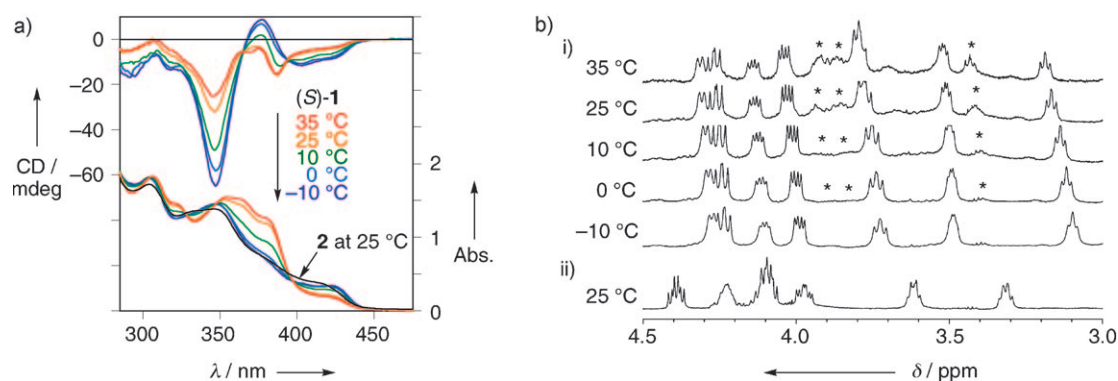 a)
CD / mdeg
0
−20
−40
−60
(S)-1
35 °C
25 °C
10 °C
0 °C
−10 °C
2 at 25 °C
2
1
0
Abs.
300 350 400 450
λ / nm
b)
i)
35 °C
* * *
25 °C
* * *
10 °C
* * *
0 °C
* * *
−10 °C
ii)
25 °C
4.5 4.0 3.5 3.0
δ / ppm